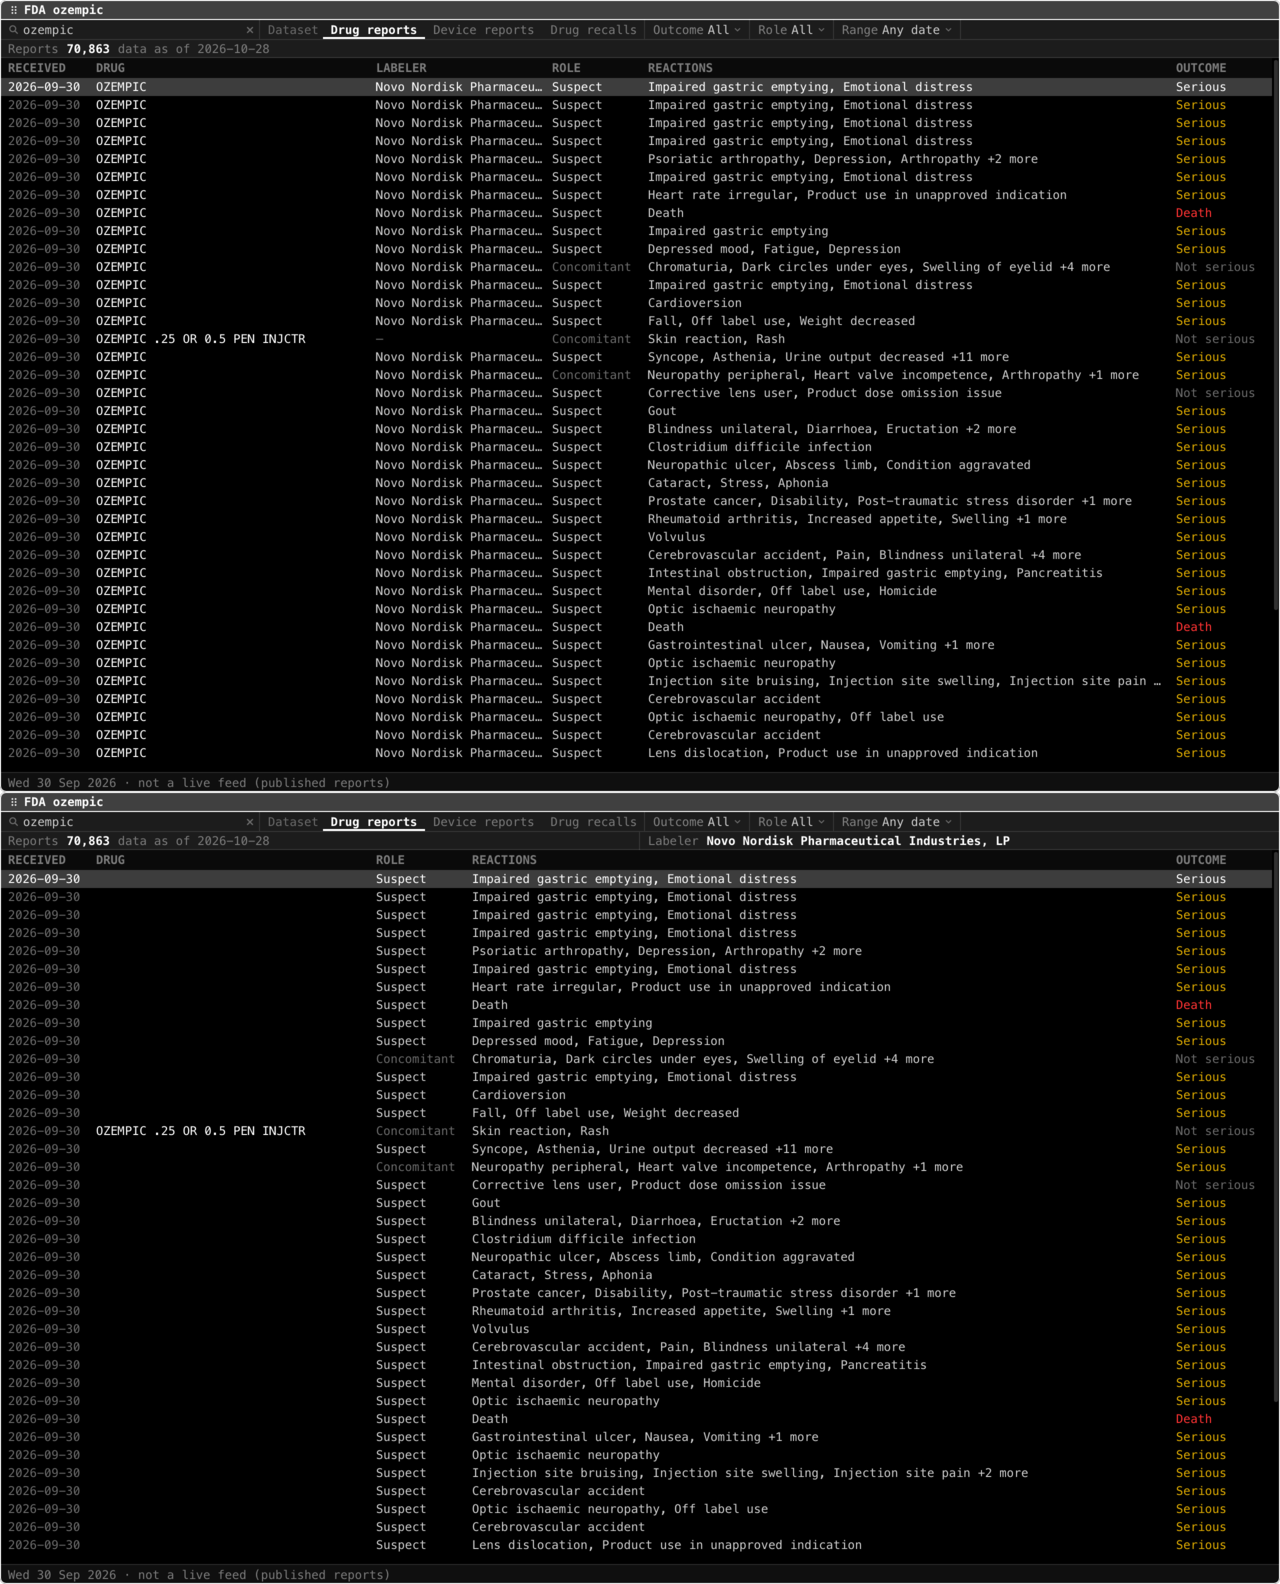 FDA ozempic
ozempic × Dataset Drug reports Device reports Drug recalls Outcome All Role All Range Any date
Reports 70,863 data as of 2026-10-28
RECEIVED DRUG LABELER ROLE REACTIONS OUTCOME
2026-09-30 OZEMPIC Novo Nordisk Pharmaceu… Suspect Impaired gastric emptying, Emotional distress Serious
2026-09-30 OZEMPIC Novo Nordisk Pharmaceu… Suspect Impaired gastric emptying, Emotional distress Serious
2026-09-30 OZEMPIC Novo Nordisk Pharmaceu… Suspect Impaired gastric emptying, Emotional distress Serious
2026-09-30 OZEMPIC Novo Nordisk Pharmaceu… Suspect Impaired gastric emptying, Emotional distress Serious
2026-09-30 OZEMPIC Novo Nordisk Pharmaceu… Suspect Psoriatic arthropathy, Depression, Arthropathy +2 more Serious
2026-09-30 OZEMPIC Novo Nordisk Pharmaceu… Suspect Impaired gastric emptying, Emotional distress Serious
2026-09-30 OZEMPIC Novo Nordisk Pharmaceu… Suspect Heart rate irregular, Product use in unapproved indication Serious
2026-09-30 OZEMPIC Novo Nordisk Pharmaceu… Suspect Death Death
2026-09-30 OZEMPIC Novo Nordisk Pharmaceu… Suspect Impaired gastric emptying Serious
2026-09-30 OZEMPIC Novo Nordisk Pharmaceu… Suspect Depressed mood, Fatigue, Depression Serious
2026-09-30 OZEMPIC Novo Nordisk Pharmaceu… Concomitant Chromaturia, Dark circles under eyes, Swelling of eyelid +4 more Not serious
2026-09-30 OZEMPIC Novo Nordisk Pharmaceu… Suspect Impaired gastric emptying, Emotional distress Serious
2026-09-30 OZEMPIC Novo Nordisk Pharmaceu… Suspect Cardioversion Serious
2026-09-30 OZEMPIC Novo Nordisk Pharmaceu… Suspect Fall, Off label use, Weight decreased Serious
2026-09-30 OZEMPIC .25 OR 0.5 PEN INJCTR — Concomitant Skin reaction, Rash Not serious
2026-09-30 OZEMPIC Novo Nordisk Pharmaceu… Suspect Syncope, Asthenia, Urine output decreased +11 more Serious
2026-09-30 OZEMPIC Novo Nordisk Pharmaceu… Concomitant Neuropathy peripheral, Heart valve incompetence, Arthropathy +1 more Serious
2026-09-30 OZEMPIC Novo Nordisk Pharmaceu… Suspect Corrective lens user, Product dose omission issue Not serious
2026-09-30 OZEMPIC Novo Nordisk Pharmaceu… Suspect Gout Serious
2026-09-30 OZEMPIC Novo Nordisk Pharmaceu… Suspect Blindness unilateral, Diarrhoea, Eructation +2 more Serious
2026-09-30 OZEMPIC Novo Nordisk Pharmaceu… Suspect Clostridium difficile infection Serious
2026-09-30 OZEMPIC Novo Nordisk Pharmaceu… Suspect Neuropathic ulcer, Abscess limb, Condition aggravated Serious
2026-09-30 OZEMPIC Novo Nordisk Pharmaceu… Suspect Cataract, Stress, Aphonia Serious
2026-09-30 OZEMPIC Novo Nordisk Pharmaceu… Suspect Prostate cancer, Disability, Post-traumatic stress disorder +1 more Serious
2026-09-30 OZEMPIC Novo Nordisk Pharmaceu… Suspect Rheumatoid arthritis, Increased appetite, Swelling +1 more Serious
2026-09-30 OZEMPIC Novo Nordisk Pharmaceu… Suspect Volvulus Serious
2026-09-30 OZEMPIC Novo Nordisk Pharmaceu… Suspect Cerebrovascular accident, Pain, Blindness unilateral +4 more Serious
2026-09-30 OZEMPIC Novo Nordisk Pharmaceu… Suspect Intestinal obstruction, Impaired gastric emptying, Pancreatitis Serious
2026-09-30 OZEMPIC Novo Nordisk Pharmaceu… Suspect Mental disorder, Off label use, Homicide Serious
2026-09-30 OZEMPIC Novo Nordisk Pharmaceu… Suspect Optic ischaemic neuropathy Serious
2026-09-30 OZEMPIC Novo Nordisk Pharmaceu… Suspect Death Death
2026-09-30 OZEMPIC Novo Nordisk Pharmaceu… Suspect Gastrointestinal ulcer, Nausea, Vomiting +1 more Serious
2026-09-30 OZEMPIC Novo Nordisk Pharmaceu… Suspect Optic ischaemic neuropathy Serious
2026-09-30 OZEMPIC Novo Nordisk Pharmaceu… Suspect Injection site bruising, Injection site swelling, Injection site pain … Serious
2026-09-30 OZEMPIC Novo Nordisk Pharmaceu… Suspect Cerebrovascular accident Serious
2026-09-30 OZEMPIC Novo Nordisk Pharmaceu… Suspect Optic ischaemic neuropathy, Off label use Serious
2026-09-30 OZEMPIC Novo Nordisk Pharmaceu… Suspect Cerebrovascular accident Serious
2026-09-30 OZEMPIC Novo Nordisk Pharmaceu… Suspect Lens dislocation, Product use in unapproved indication Serious
Wed 30 Sep 2026 · not a live feed (published reports)
FDA ozempic
ozempic × Dataset Drug reports Device reports Drug recalls Outcome All Role All Range Any date
Reports 70,863 data as of 2026-10-28 Labeler Novo Nordisk Pharmaceutical Industries, LP
RECEIVED DRUG ROLE REACTIONS OUTCOME
2026-09-30 Suspect Impaired gastric emptying, Emotional distress Serious
2026-09-30 Suspect Impaired gastric emptying, Emotional distress Serious
2026-09-30 Suspect Impaired gastric emptying, Emotional distress Serious
2026-09-30 Suspect Impaired gastric emptying, Emotional distress Serious
2026-09-30 Suspect Psoriatic arthropathy, Depression, Arthropathy +2 more Serious
2026-09-30 Suspect Impaired gastric emptying, Emotional distress Serious
2026-09-30 Suspect Heart rate irregular, Product use in unapproved indication Serious
2026-09-30 Suspect Death Death
2026-09-30 Suspect Impaired gastric emptying Serious
2026-09-30 Suspect Depressed mood, Fatigue, Depression Serious
2026-09-30 Concomitant Chromaturia, Dark circles under eyes, Swelling of eyelid +4 more Not serious
2026-09-30 Suspect Impaired gastric emptying, Emotional distress Serious
2026-09-30 Suspect Cardioversion Serious
2026-09-30 Suspect Fall, Off label use, Weight decreased Serious
2026-09-30 OZEMPIC .25 OR 0.5 PEN INJCTR Concomitant Skin reaction, Rash Not serious
2026-09-30 Suspect Syncope, Asthenia, Urine output decreased +11 more Serious
2026-09-30 Concomitant Neuropathy peripheral, Heart valve incompetence, Arthropathy +1 more Serious
2026-09-30 Suspect Corrective lens user, Product dose omission issue Not serious
2026-09-30 Suspect Gout Serious
2026-09-30 Suspect Blindness unilateral, Diarrhoea, Eructation +2 more Serious
2026-09-30 Suspect Clostridium difficile infection Serious
2026-09-30 Suspect Neuropathic ulcer, Abscess limb, Condition aggravated Serious
2026-09-30 Suspect Cataract, Stress, Aphonia Serious
2026-09-30 Suspect Prostate cancer, Disability, Post-traumatic stress disorder +1 more Serious
2026-09-30 Suspect Rheumatoid arthritis, Increased appetite, Swelling +1 more Serious
2026-09-30 Suspect Volvulus Serious
2026-09-30 Suspect Cerebrovascular accident, Pain, Blindness unilateral +4 more Serious
2026-09-30 Suspect Intestinal obstruction, Impaired gastric emptying, Pancreatitis Serious
2026-09-30 Suspect Mental disorder, Off label use, Homicide Serious
2026-09-30 Suspect Optic ischaemic neuropathy Serious
2026-09-30 Suspect Death Death
2026-09-30 Suspect Gastrointestinal ulcer, Nausea, Vomiting +1 more Serious
2026-09-30 Suspect Optic ischaemic neuropathy Serious
2026-09-30 Suspect Injection site bruising, Injection site swelling, Injection site pain +2 more Serious
2026-09-30 Suspect Cerebrovascular accident Serious
2026-09-30 Suspect Optic ischaemic neuropathy, Off label use Serious
2026-09-30 Suspect Cerebrovascular accident Serious
2026-09-30 Suspect Lens dislocation, Product use in unapproved indication Serious
Wed 30 Sep 2026 · not a live feed (published reports)